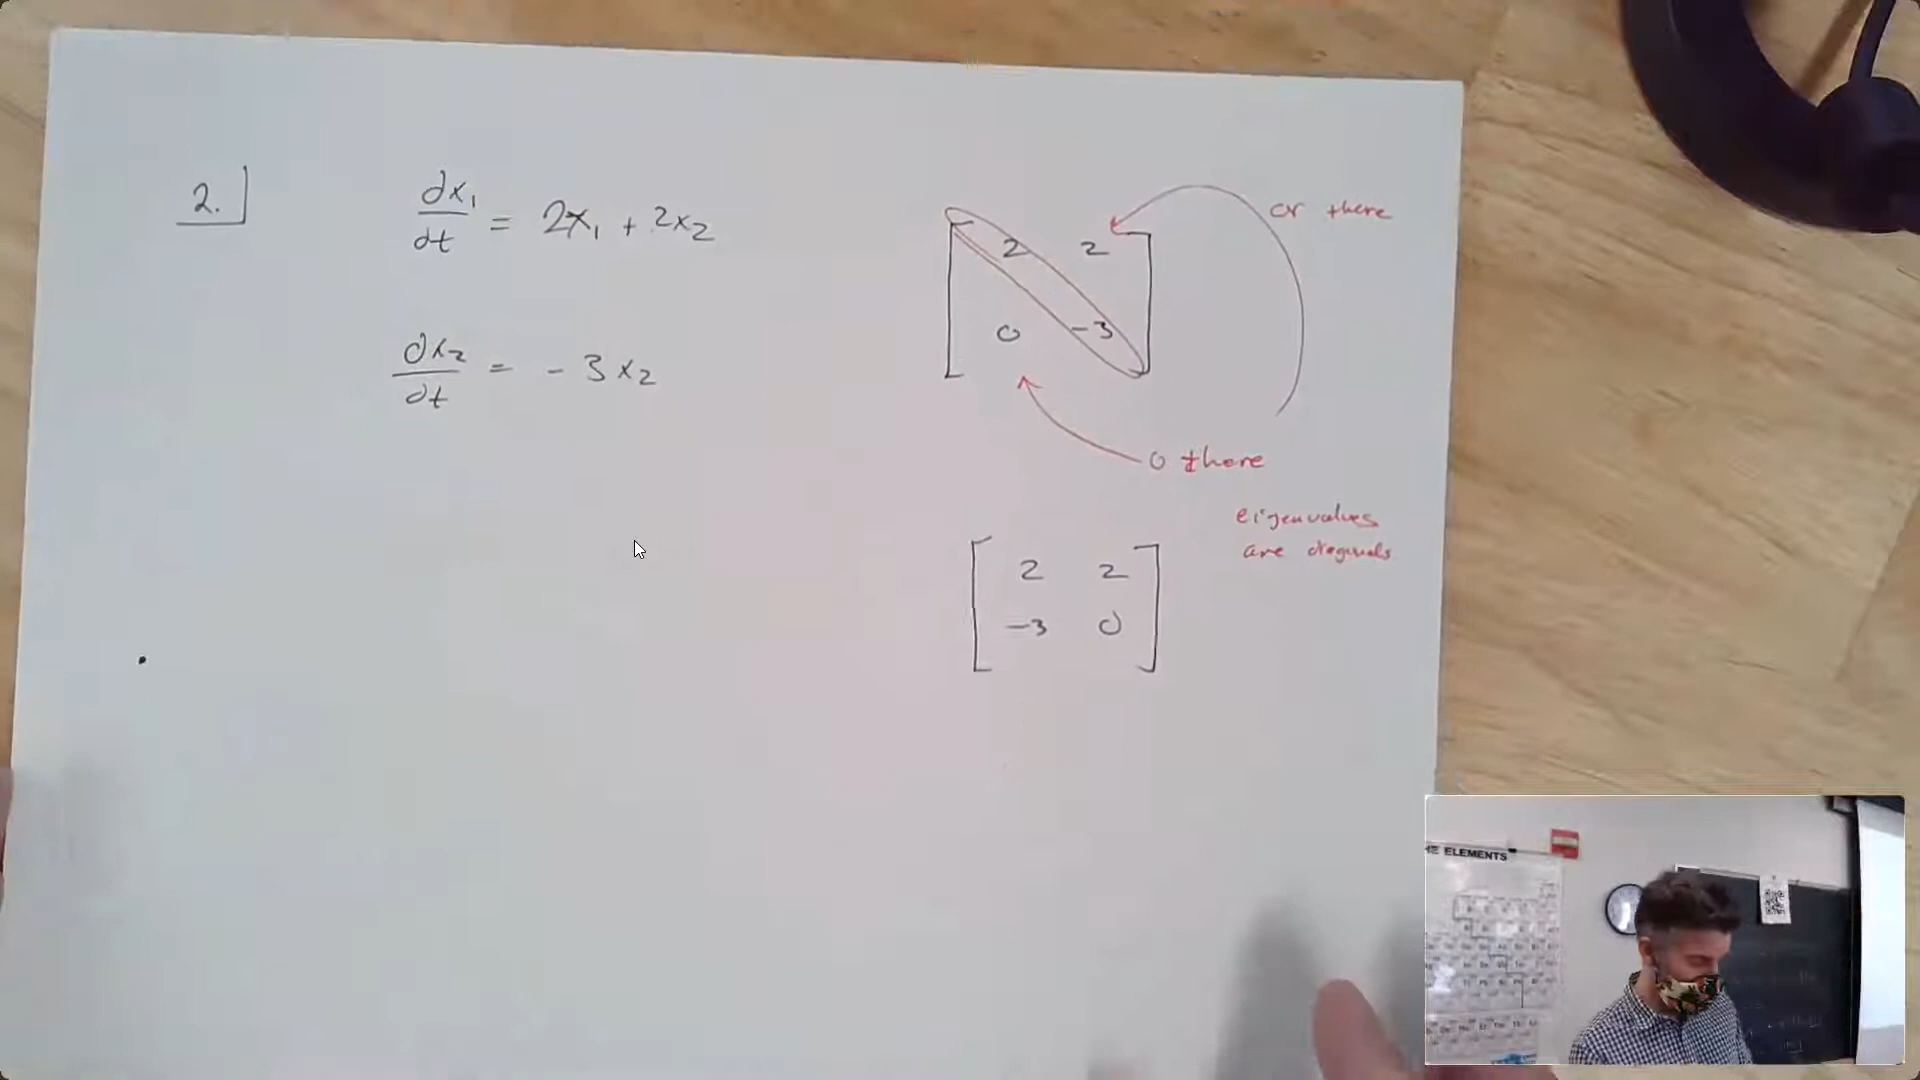 2.
dx₁/dt = 2x₁ + 2x₂
dx₂/dt = - 3x₂
2 2
0 -3
or there
0 there
eigenvalues
are diagonals
2 2
-3 0
HE ELEMENTS